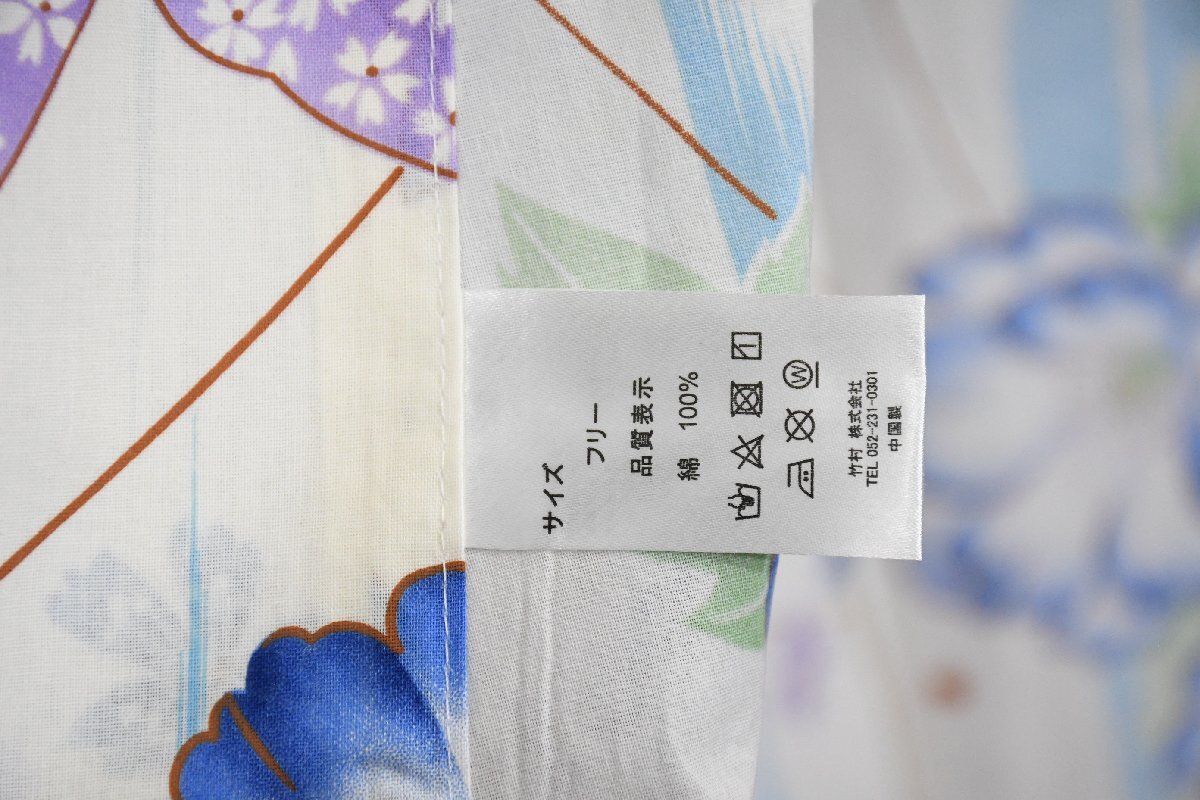 サイズ
フリー
品質表示
綿 100%
W
竹村 株式会社
TEL 052-231-0301
中国製